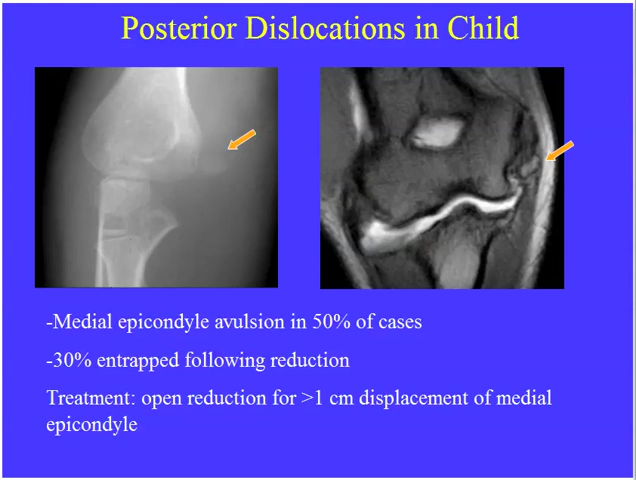 Posterior Dislocations in Child
-Medial epicondyle avulsion in 50% of cases
-30% entrapped following reduction
Treatment: open reduction for >1 cm displacement of medial
epicondyle